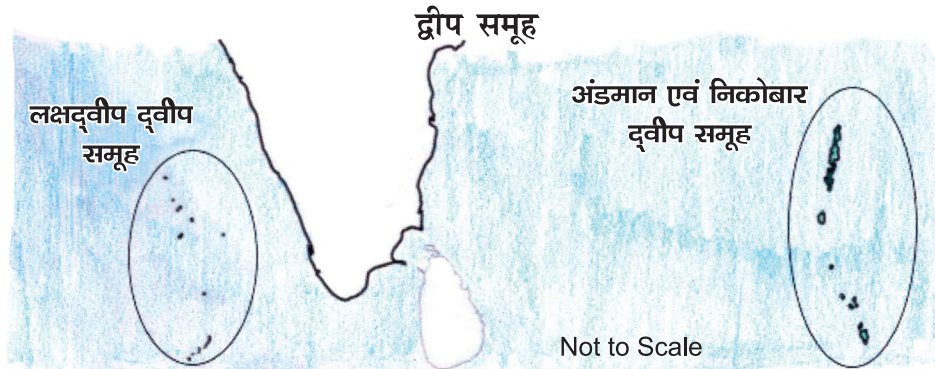 द्वीप समूह
लक्षद्वीप द्वीप
समूह
अंडमान एवं निकोबार
द्वीप समूह
Not to Scale